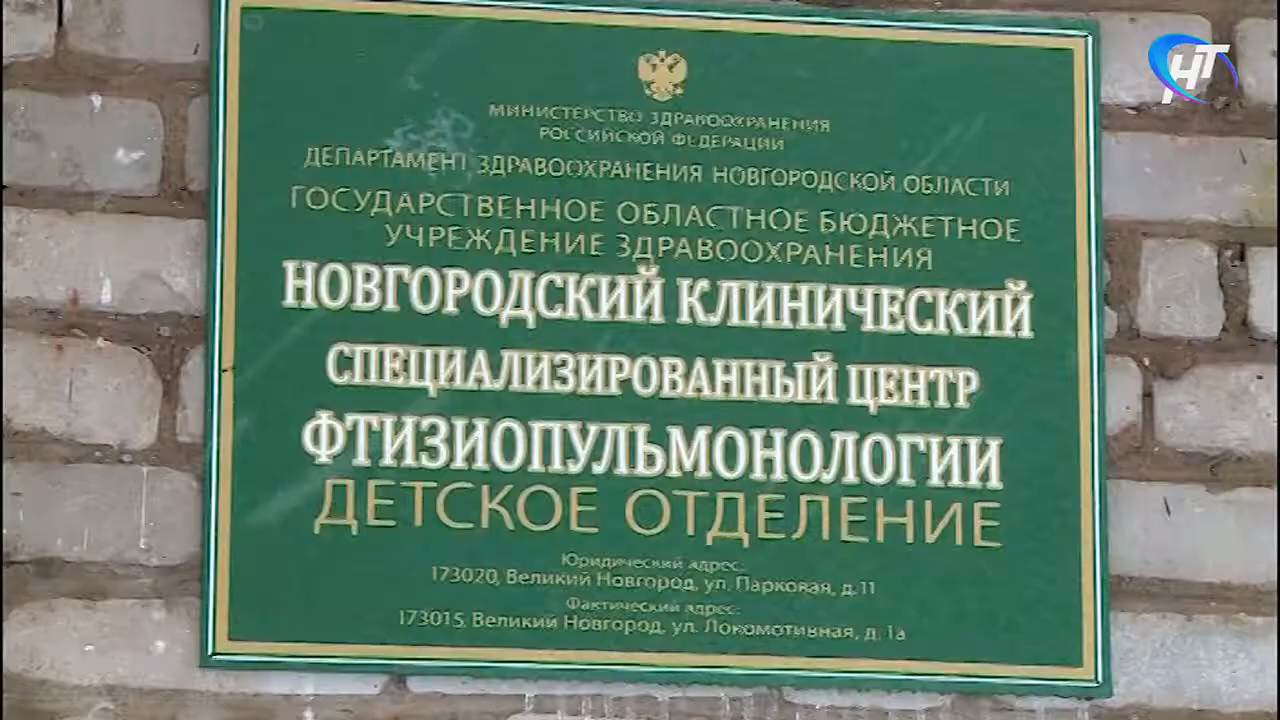 НТ
МИНИСТЕРСТВО ЗДРАВООХРАНЕНИЯ
РОССИЙСКОЙ ФЕДЕРАЦИИ
ДЕПАРТАМЕНТ ЗДРАВООХРАНЕНИЯ НОВГОРОДСКОЙ ОБЛАСТИ
ГОСУДАРСТВЕННОЕ ОБЛАСТНОЕ БЮДЖЕТНОЕ
УЧРЕЖДЕНИЕ ЗДРАВООХРАНЕНИЯ
НОВГОРОДСКИЙ КЛИНИЧЕСКИЙ
СПЕЦИАЛИЗИРОВАННЫЙ ЦЕНТР
ФТИЗИОПУЛЬМОНОЛОГИИ
ДЕТСКОЕ ОТДЕЛЕНИЕ
Юридический адрес:
173020, Великий Новгород, ул. Парковая, д.11
Фактический адрес:
173015, Великий Новгород, ул. Локомотивная, д. 1а